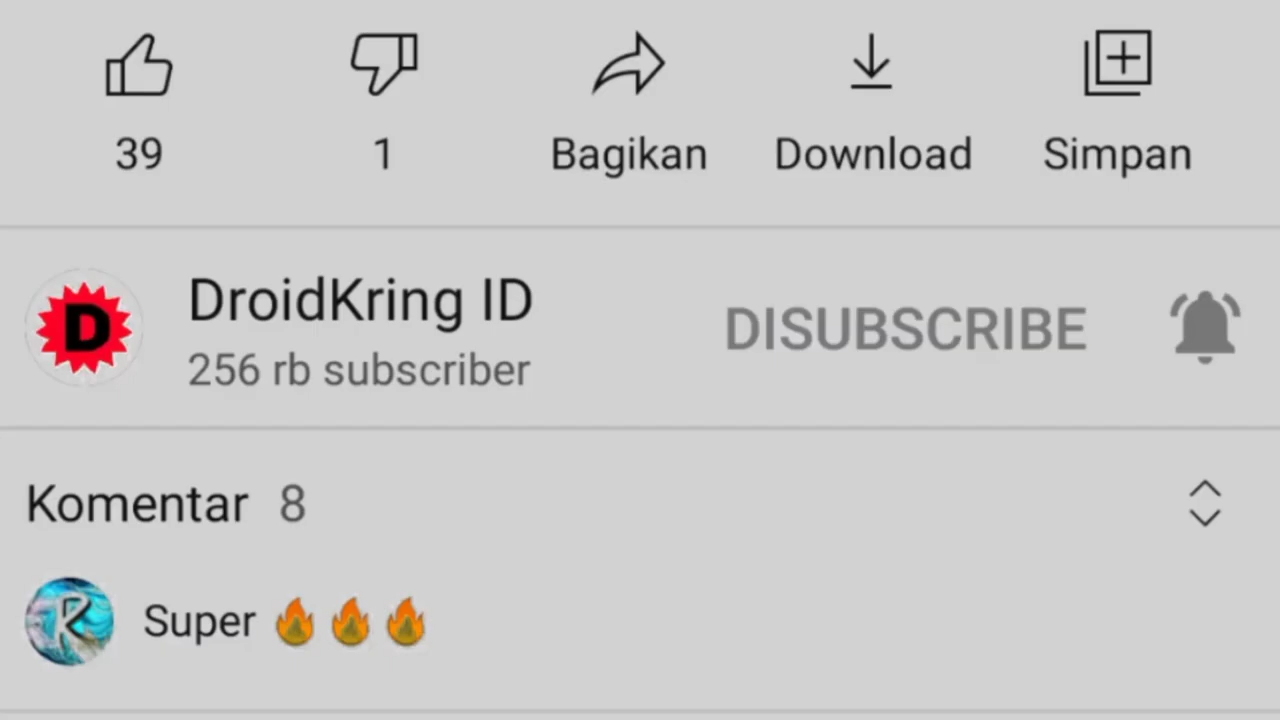 39 1 Bagikan Download Simpan
D
DroidKring ID
256 rb subscriber
DISUBSCRIBE
Komentar 8
R
Super 🔥🔥🔥